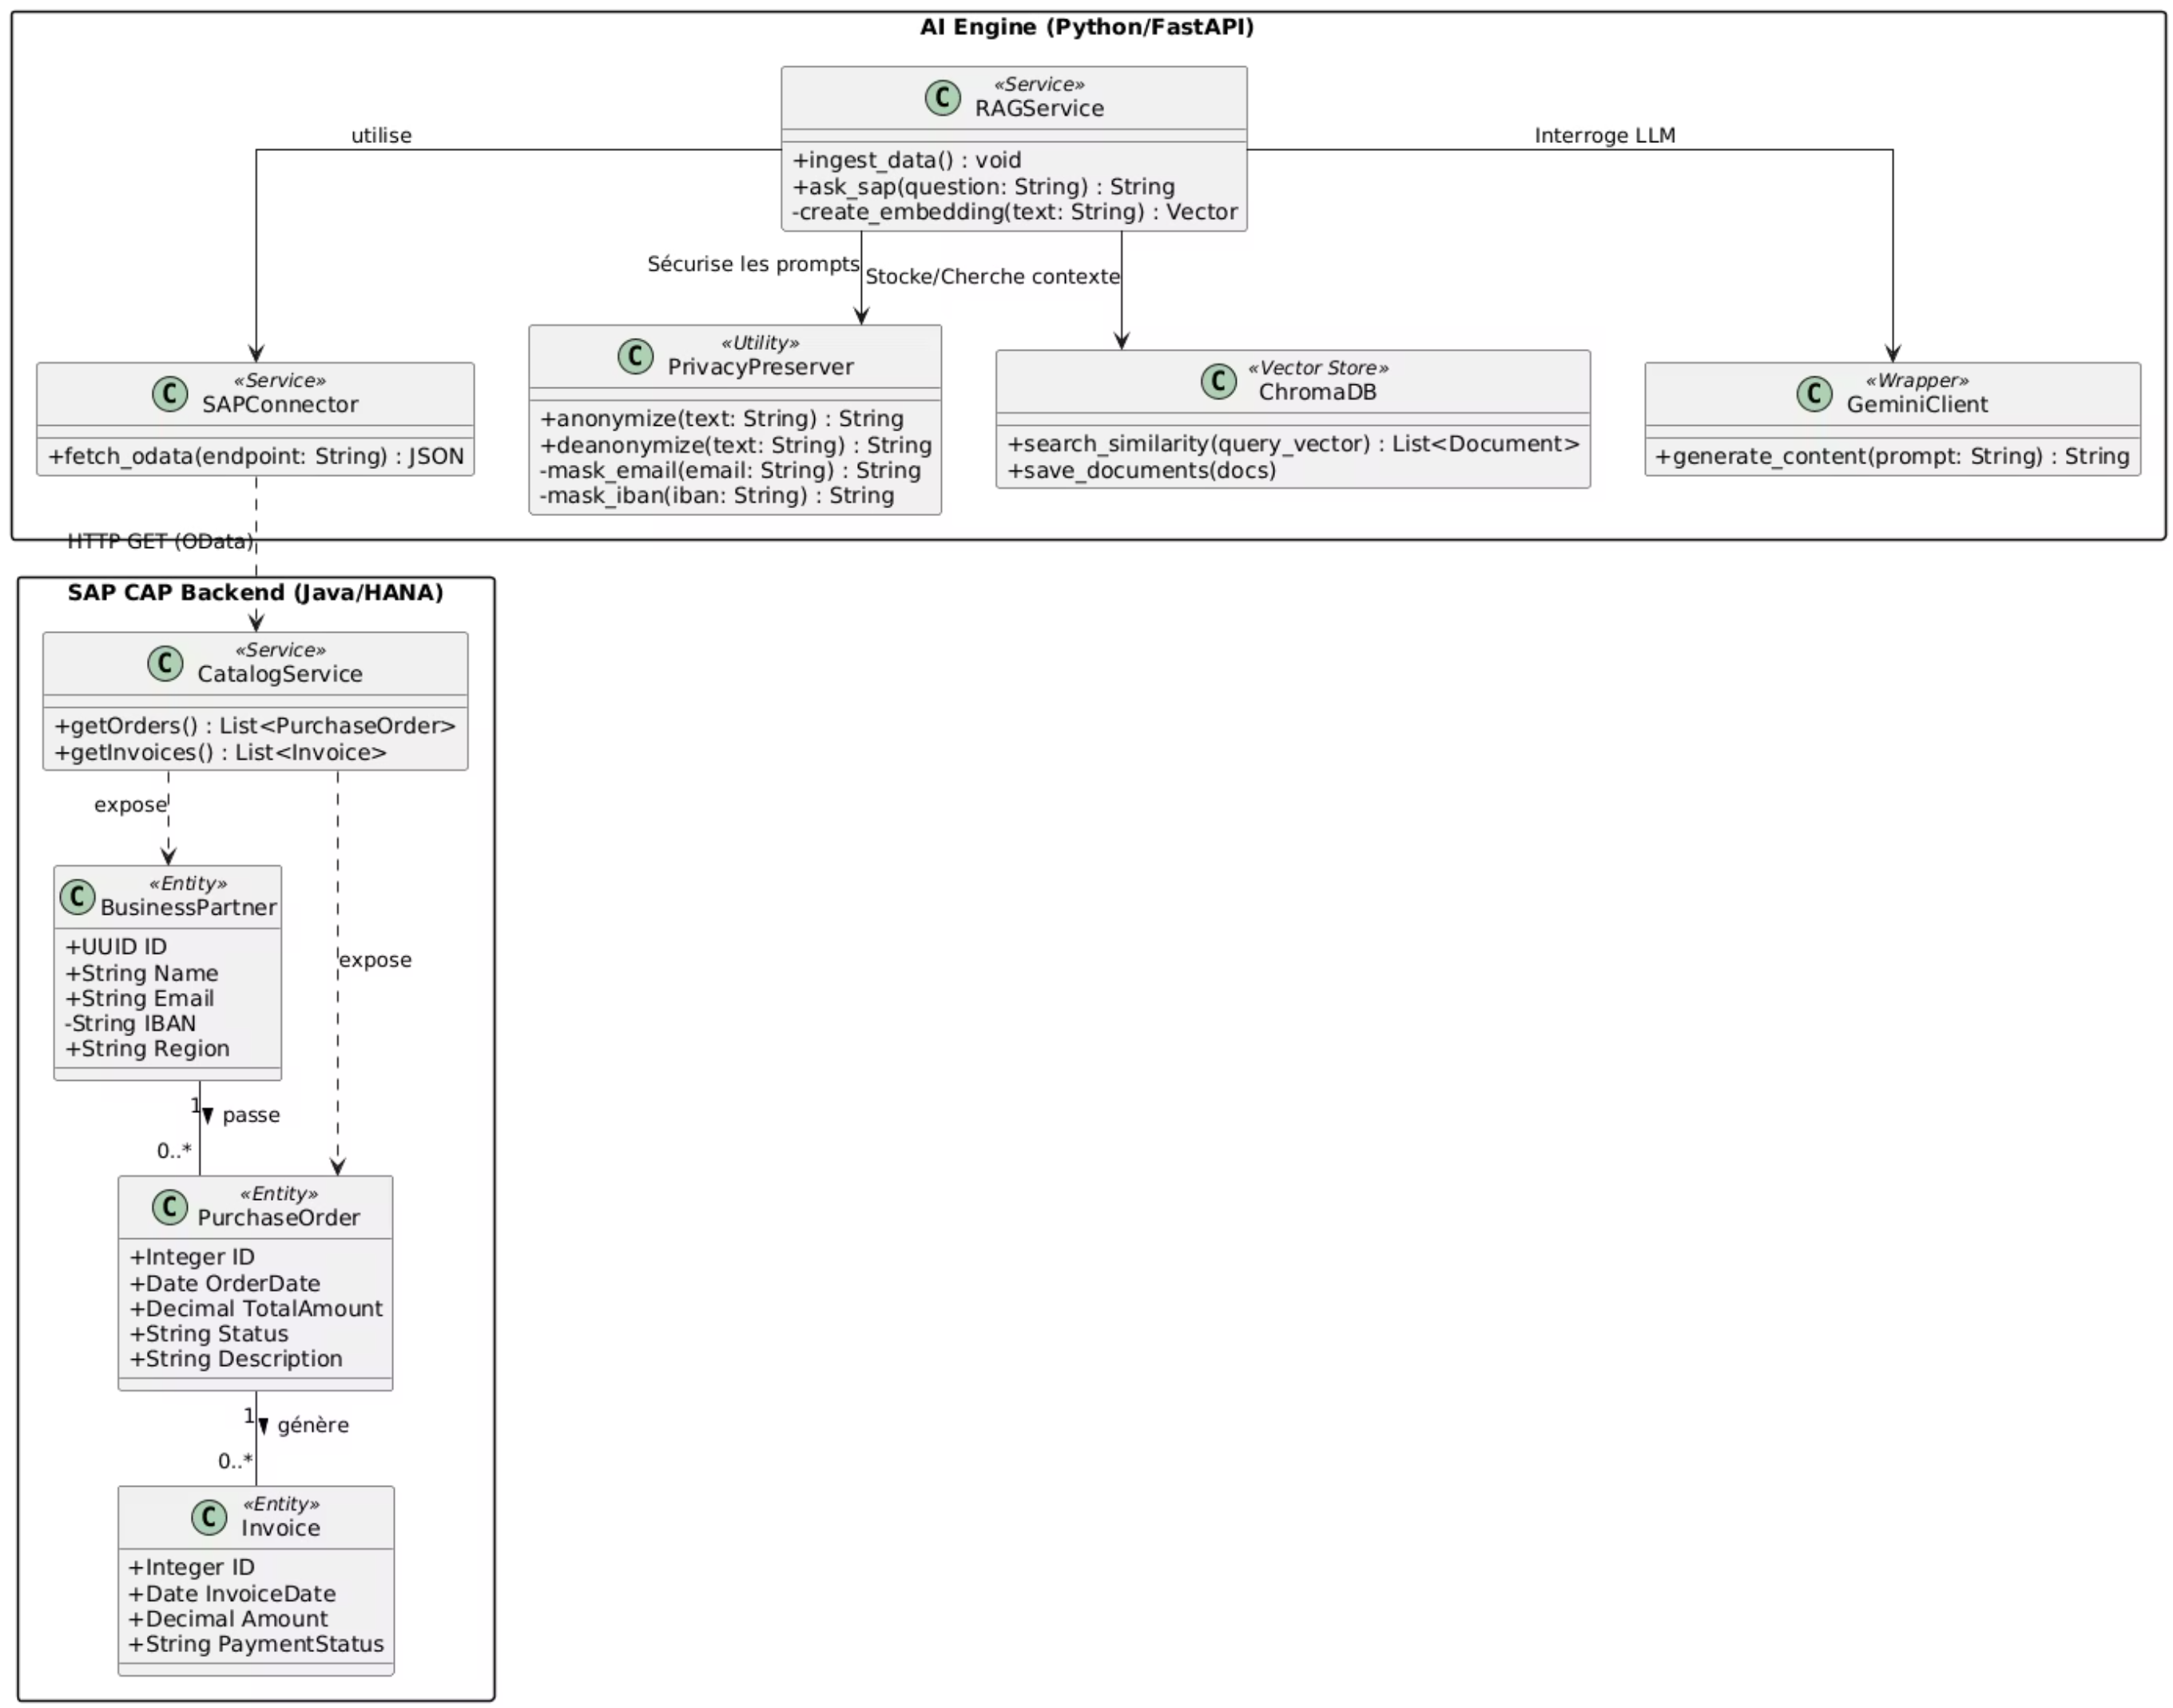 AI Engine (Python/FastAPI)
«Service»
C RAGService
+ingest_data() : void
+ask_sap(question: String) : String
-create_embedding(text: String) : Vector
utilise
Interroge LLM
Sécurise les prompts
Stocke/Cherche contexte
«Service»
C SAPConnector
+fetch_odata(endpoint: String) : JSON
«Utility»
C PrivacyPreserver
+anonymize(text: String) : String
+deanonymize(text: String) : String
-mask_email(email: String) : String
-mask_iban(iban: String) : String
«Vector Store»
C ChromaDB
+search_similarity(query_vector) : List<Document>
+save_documents(docs)
«Wrapper»
C GeminiClient
+generate_content(prompt: String) : String
HTTP GET (OData)
SAP CAP Backend (Java/HANA)
«Service»
C CatalogService
+getOrders() : List<PurchaseOrder>
+getInvoices() : List<Invoice>
expose
expose
«Entity»
C BusinessPartner
+UUID ID
+String Name
+String Email
-String IBAN
+String Region
1
passe
0..*
«Entity»
C PurchaseOrder
+Integer ID
+Date OrderDate
+Decimal TotalAmount
+String Status
+String Description
1
génère
0..*
«Entity»
C Invoice
+Integer ID
+Date InvoiceDate
+Decimal Amount
+String PaymentStatus